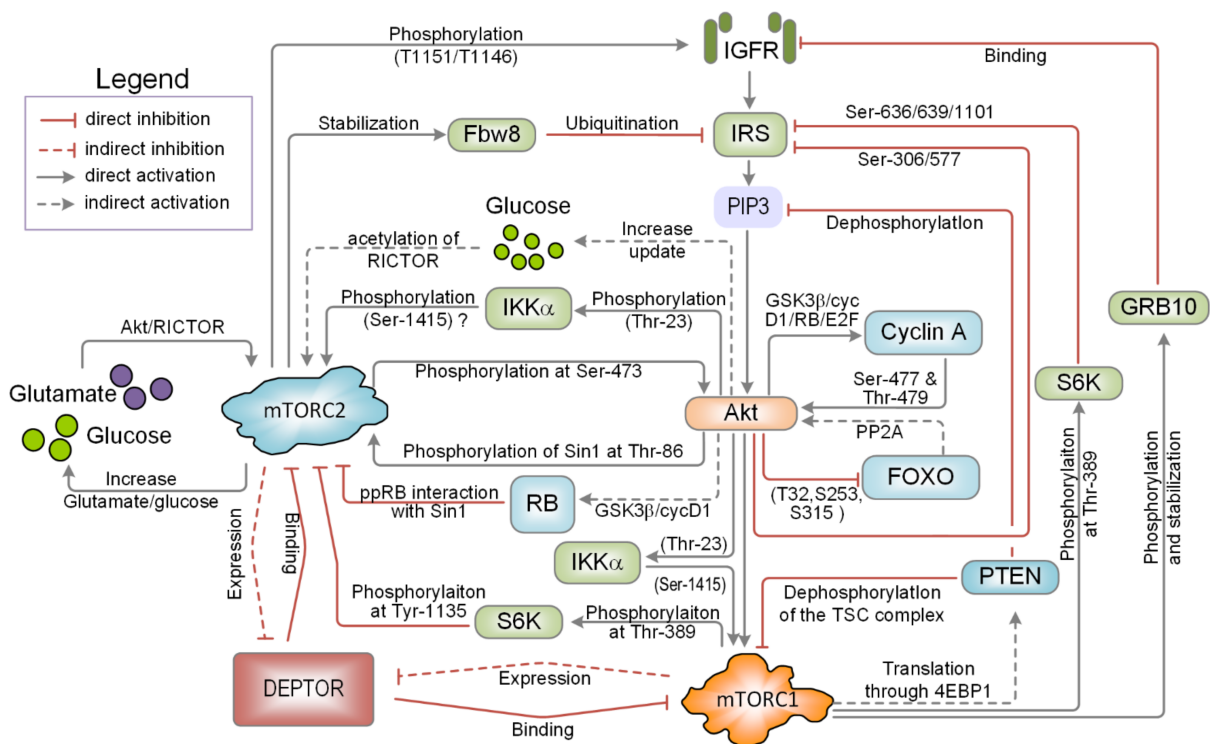 Phosphorylation
(T1151/T1146)
IGFR
Binding
Legend
direct inhibition
indirect inhibition
direct activation
indirect activation
Stabilization
Fbw8
Ubiquitination
IRS
Ser-636/639/1101
Ser-306/577
PIP3
Dephosphorylation
Glucose
acetylation of
RICTOR
Increase
update
Phosphorylation
(Ser-1415) ?
IKKα
Phosphorylation
(Thr-23)
GSK3β/cyc
D1/RB/E2F
Cyclin A
GRB10
Akt/RICTOR
Glutamate
Glucose
Increase
Glutamate/glucose
mTORC2
Phosphorylation at Ser-473
Akt
Ser-477 &
Thr-479
S6K
PP2A
FOXO
Phosphorylation of Sin1 at Thr-86
ppRB interaction
with Sin1
RB
GSK3β/cycD1
(T32,S253,
S315 )
Expression
Binding
IKKα
(Thr-23)
(Ser-1415)
PTEN
Phosphorylaiton
at Thr-389
Phosphorylation
and stabilization
Phosphorylaiton
at Tyr-1135
S6K
Phosphorylaiton
at Thr-389
Dephosphorylation
of the TSC complex
DEPTOR
Expression
Binding
mTORC1
Translation
through 4EBP1